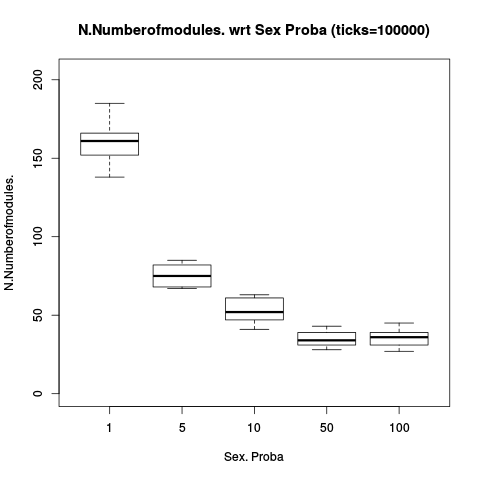 N.Numberofmodules. wrt Sex Proba (ticks=100000)
N.Numberofmodules.
200
150
100
50
0
1 5 10 50 100
Sex. Proba